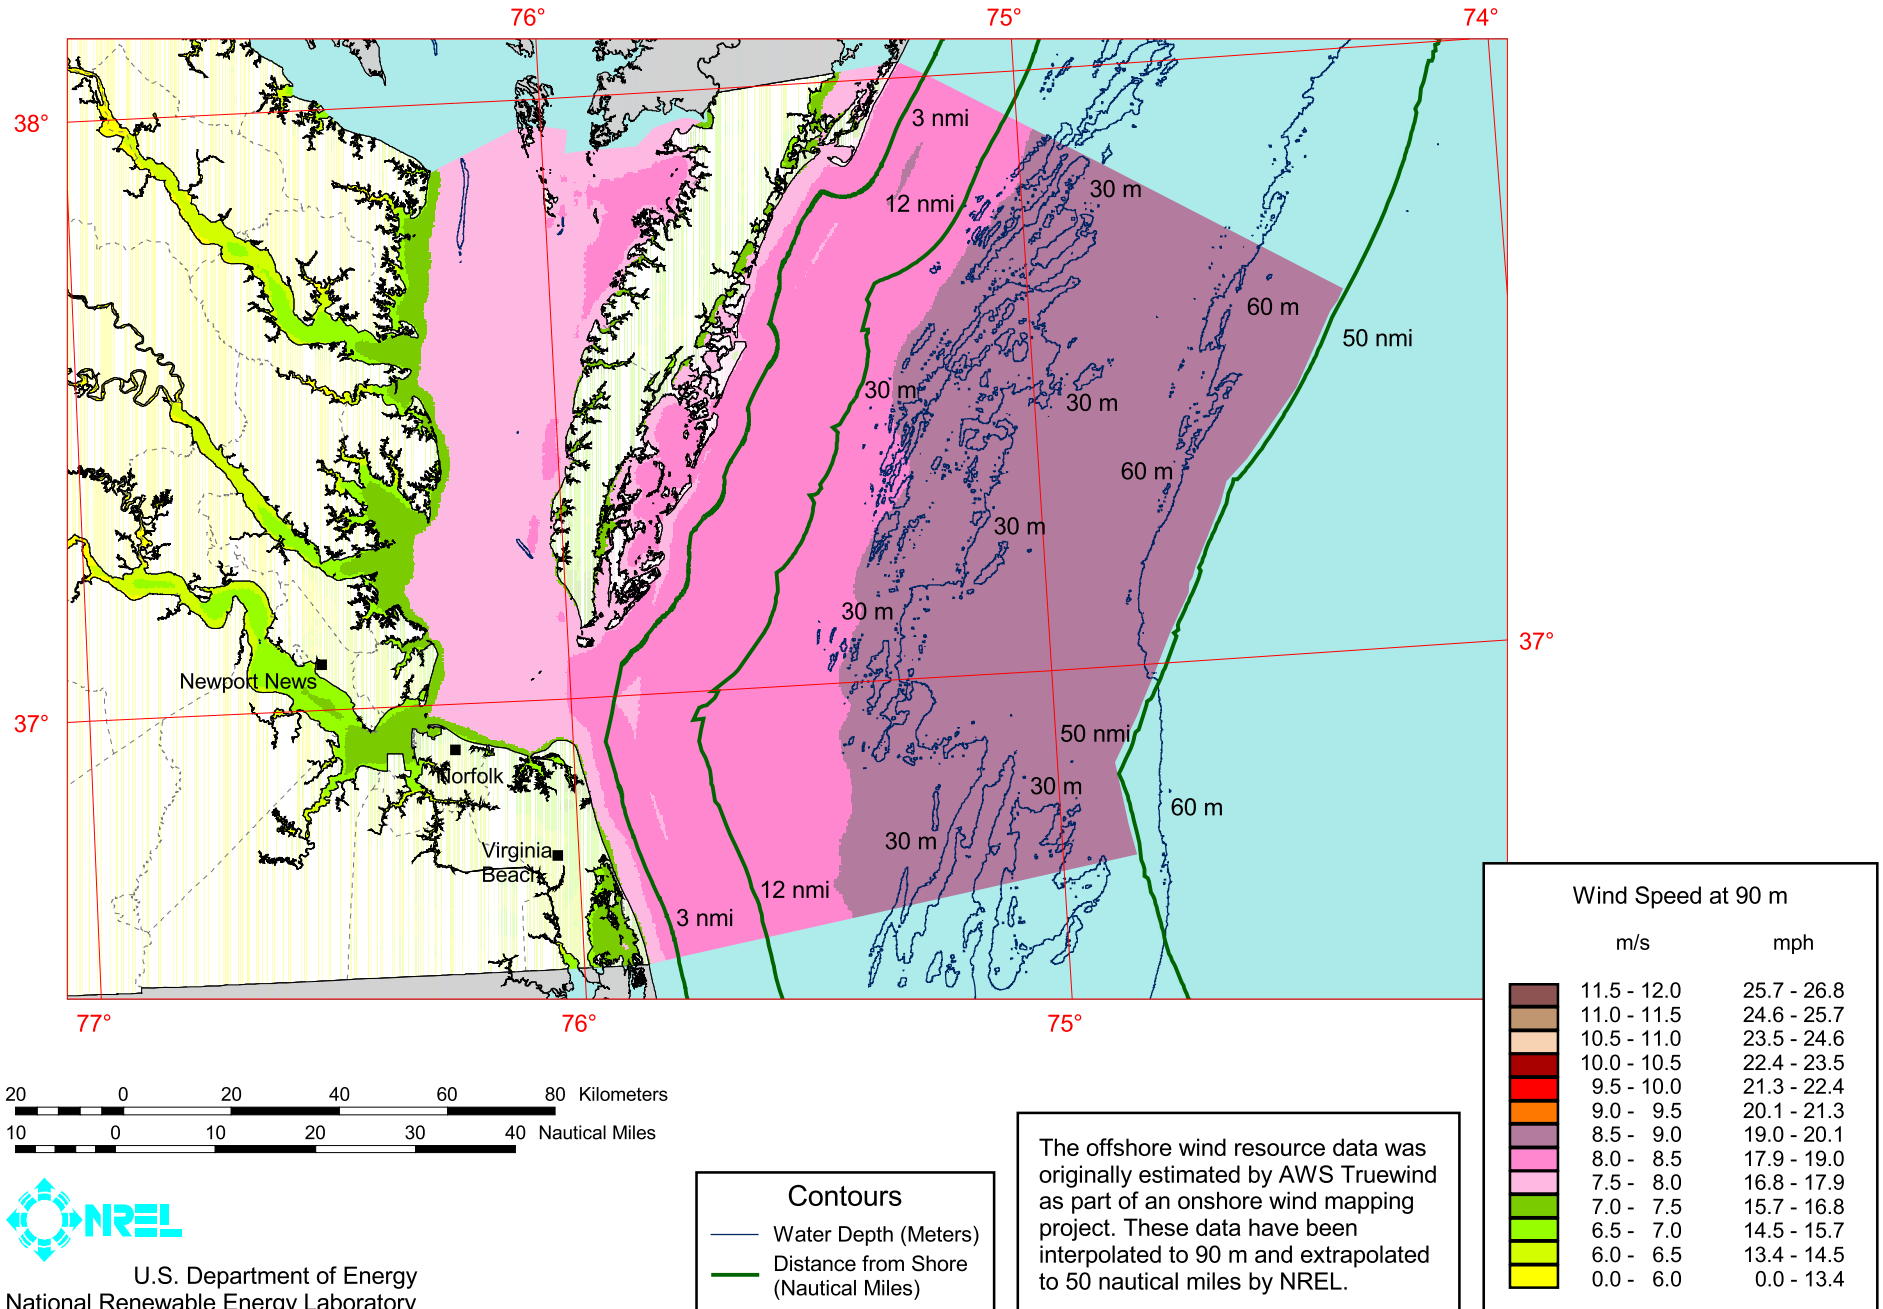 76°
75°
74°
38°
3 nmi
12 nmi
30 m
60 m
50 nmi
30 m
30 m
60 m
30 m
30 m
37°
Newport News
37°
50 nmi
Norfolk
30 m
60 m
30 m
Virginia
Beach
12 nmi
3 nmi
77°
76°
75°
Wind Speed at 90 m
m/s mph
11.5 - 12.0 25.7 - 26.8
11.0 - 11.5 24.6 - 25.7
10.5 - 11.0 23.5 - 24.6
10.0 - 10.5 22.4 - 23.5
9.5 - 10.0 21.3 - 22.4
9.0 - 9.5 20.1 - 21.3
8.5 - 9.0 19.0 - 20.1
8.0 - 8.5 17.9 - 19.0
7.5 - 8.0 16.8 - 17.9
7.0 - 7.5 15.7 - 16.8
6.5 - 7.0 14.5 - 15.7
6.0 - 6.5 13.4 - 14.5
0.0 - 6.0 0.0 - 13.4
20 0 20 40 60 80 Kilometers
10 0 10 20 30 40 Nautical Miles
NREL
U.S. Department of Energy
National Renewable Energy Laboratory
Contours
Water Depth (Meters)
Distance from Shore
(Nautical Miles)
The offshore wind resource data was
originally estimated by AWS Truewind
as part of an onshore wind mapping
project. These data have been
interpolated to 90 m and extrapolated
to 50 nautical miles by NREL.